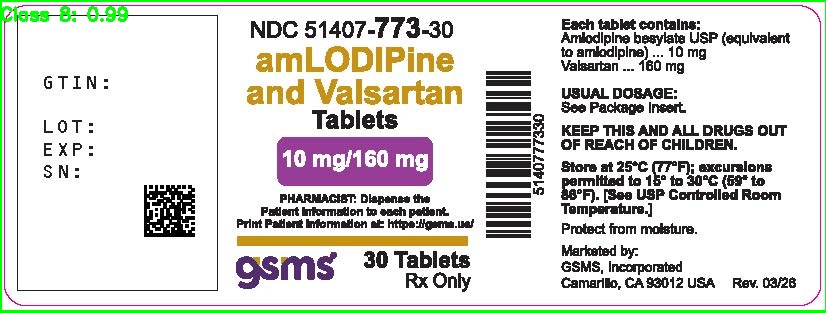 Class 8: 0.99
GTIN:
LOT:
EXP:
SN:
NDC 51407-773-30
amLODIPine
and Valsartan
Tablets
10 mg/160 mg
PHARMACIST: Dispense the
Patient Information to each patient.
Print Patient Information at: https://gsms.us/
gsms
30 Tablets
Rx Only
5140777330
Each tablet contains:
Amlodipine besylate USP (equivalent
to amlodipine) ... 10 mg
Valsartan ... 160 mg
USUAL DOSAGE:
See Package Insert.
KEEP THIS AND ALL DRUGS OUT
OF REACH OF CHILDREN.
Store at 25°C (77°F); excursions
permitted to 15° to 30°C (59° to
86°F). [See USP Controlled Room
Temperature.]
Protect from moisture.
Marketed by:
GSMS, Incorporated
Camarillo, CA 93012 USA Rev. 03/26